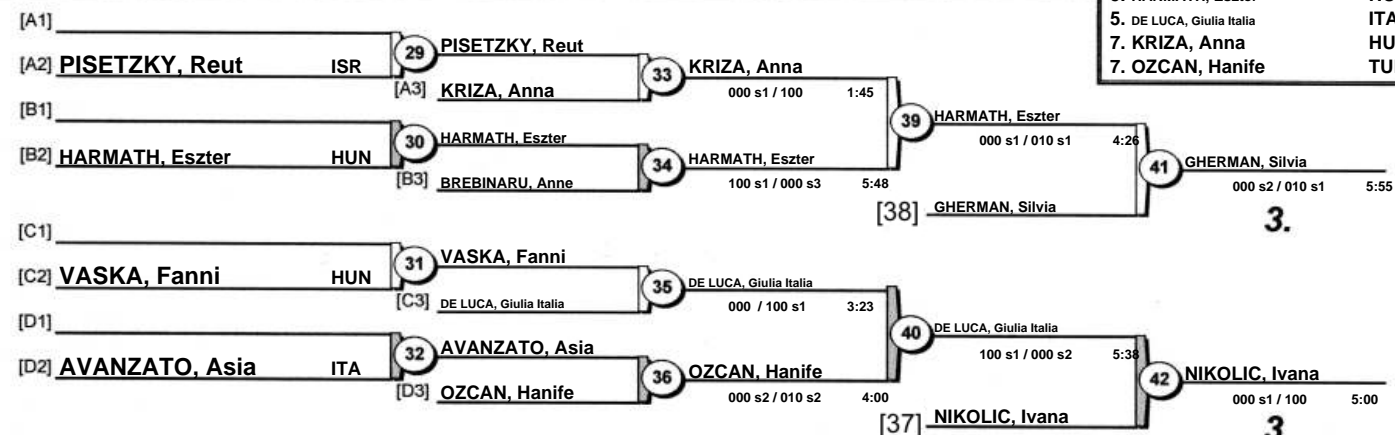 5. DE LUCA, Giulia Italia ITA
7. KRIZA, Anna
7. OZCAN, Hanife
[A1]
[A2] PISETZKY, Reut ISR
29
PISETZKY, Reut
[A3] KRIZA, Anna
33
KRIZA, Anna
000 s1 / 100 1:45
[B1]
[B2] HARMATH, Eszter HUN
30
HARMATH, Eszter
[B3] BREBINARU, Anne
34
HARMATH, Eszter
100 s1 / 000 s3 5:48
39
HARMATH, Eszter
000 s1 / 010 s1 4:26
[38] GHERMAN, Silvia
41
GHERMAN, Silvia
000 s2 / 010 s1 5:55
3.
[C1]
[C2] VASKA, Fanni HUN
31
VASKA, Fanni
[C3] DE LUCA, Giulia Italia
35
DE LUCA, Giulia Italia
000 / 100 s1 3:23
[D1]
[D2] AVANZATO, Asia ITA
32
AVANZATO, Asia
[D3] OZCAN, Hanife
36
OZCAN, Hanife
000 s2 / 010 s2 4:00
40
DE LUCA, Giulia Italia
100 s1 / 000 s2 5:38
[37] NIKOLIC, Ivana
42
NIKOLIC, Ivana
000 s1 / 100 5:00
3